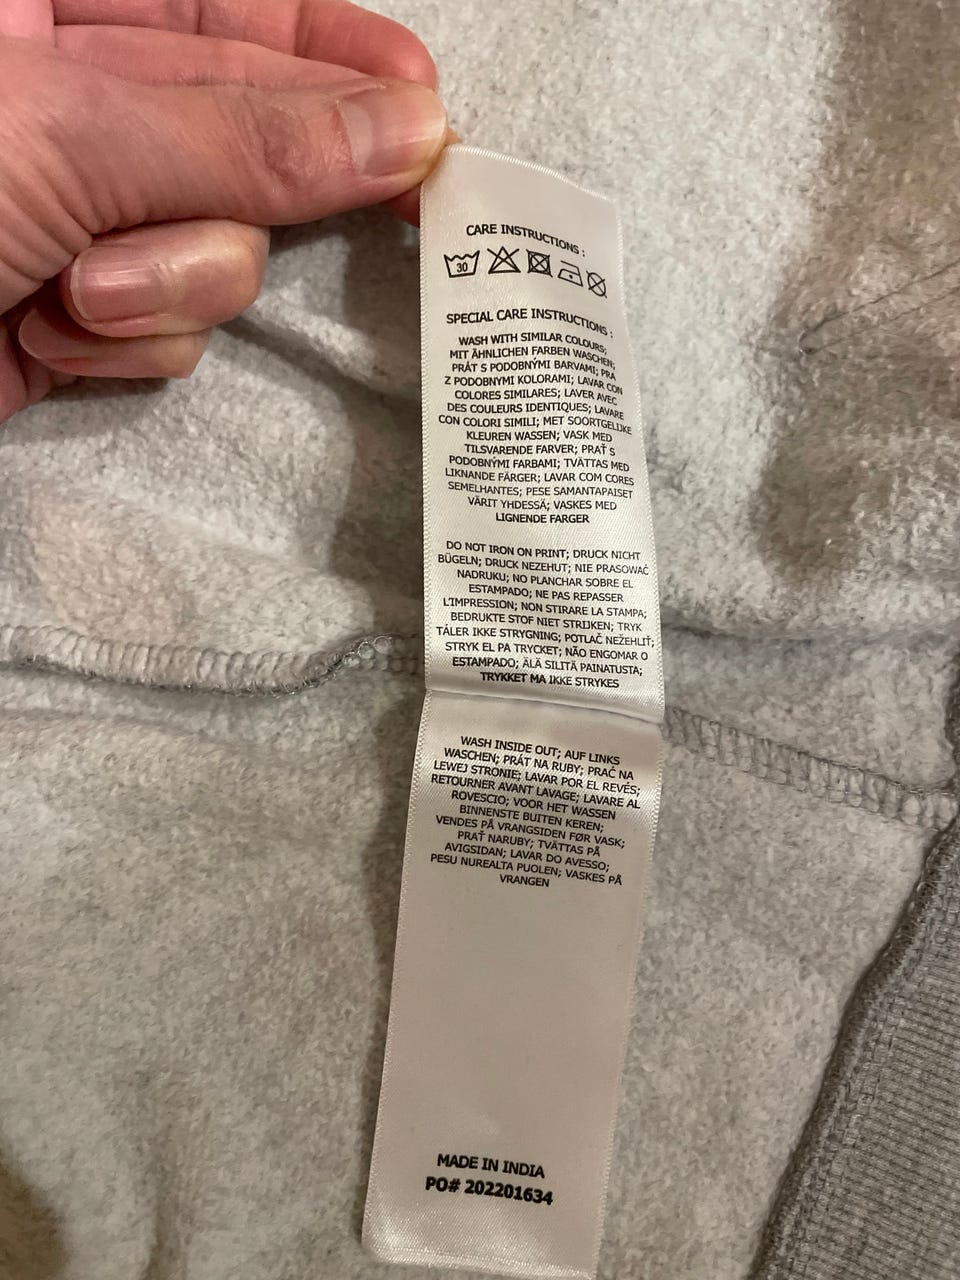 CARE INSTRUCTIONS :
30
SPECIAL CARE INSTRUCTIONS :
WASH WITH SIMILAR COLOURS;
MIT ÄHNLICHEN FARBEN WASCHEN;
PRÁT S PODOBNÝMI BARVAMI; PRA
Z PODOBNYMI KOLORAMI; LAVAR CON
COLORES SIMILARES; LAVER AVEC
DES COULEURS IDENTIQUES; LAVARE
CON COLORI SIMILI; MET SOORTGELIJKE
KLEUREN WASSEN; VASK MED
TILSVARENDE FARVER; PRAŤ S
PODOBNÝMI FARBAMI; TVÄTTAS MED
LIKNANDE FÄRGER; LAVAR COM CORES
SEMELHANTES; PESE SAMANTAPAISET
VÄRIT YHDESSÄ; VASKES MED
LIGNENDE FARGER
DO NOT IRON ON PRINT; DRUCK NICHT
BÜGELN; DRUCK NEZEHUT; NIE PRASOWAĆ
NADRUKU; NO PLANCHAR SOBRE EL
ESTAMPADO; NE PAS REPASSER
L'IMPRESSION; NON STIRARE LA STAMPA;
BEDRUKTE STOF NIET STRIJKEN; TRYK
TÅLER IKKE STRYGNING; POTLAČ NEŽEHLIŤ;
STRYK EL PA TRYCKET; NÃO ENGOMAR O
ESTAMPADO; ÄLÄ SILITÄ PAINATUSTA;
TRYKKET MA IKKE STRYKES
WASH INSIDE OUT; AUF LINKS
WASCHEN; PRÁT NA RUBY; PRAĆ NA
LEWEJ STRONIE; LAVAR POR EL REVÉS;
RETOURNER AVANT LAVAGE; LAVARE AL
ROVESCIO; VOOR HET WASSEN
BINNENSTE BUITEN KEREN;
VENDES PÅ VRANGSIDEN FØR VASK;
PRAŤ NARUBY; TVÄTTAS PÅ
AVIGSIDAN; LAVAR DO AVESSO;
PESU NUREALTA PUOLEN; VASKES PÅ
VRANGEN
MADE IN INDIA
PO# 202201634